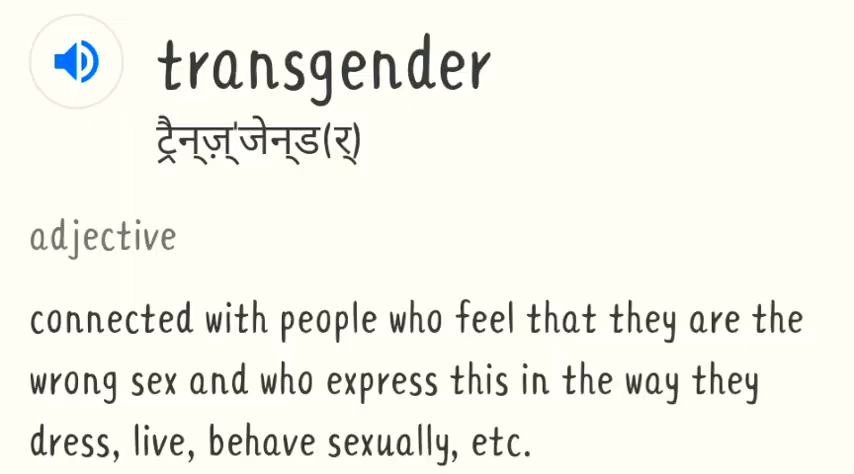 transgender
ट्रैन्ज़्'जेन्ड(र्)
adjective
connected with people who feel that they are the
wrong sex and who express this in the way they
dress, live, behave sexually, etc.